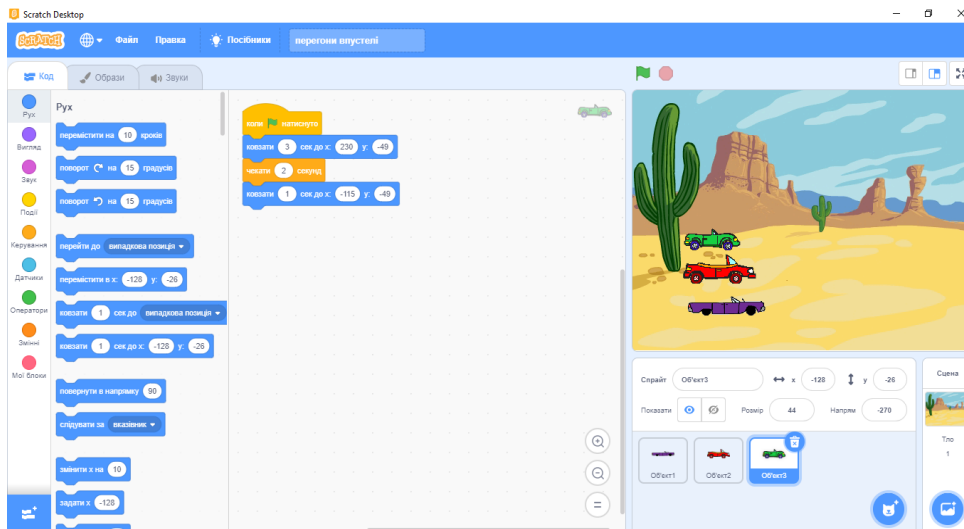 Scratch Desktop
SCRATCH Файл Правка Посібники перегони впустелі
Код Образи Звуки
Рух
Вигляд
Звук
Події
Керування
Датчики
Оператори
Змінні
Мої блоки
Рух
перемістити на 10 кроків
поворот на 15 градусів
поворот на 15 градусів
перейти до випадкова позиція
перемістити в x: -128 y: -26
ковзати 1 сек до випадкова позиція
ковзати 1 сек до x: -128 y: -26
повернути в напрямку 90
слідувати за вказівник
змінити x на 10
задати x -128
коли натиснуто
ковзати 3 сек до x: 230 y: -49
чекати 2 секунд
ковзати 1 сек до x: -115 y: -49
Спрайт Об'єкт3 x -128 y -26
Показати Розмір 44 Напрям -270
Об'єкт1 Об'єкт2 Об'єкт3
Сцена
Тло
1